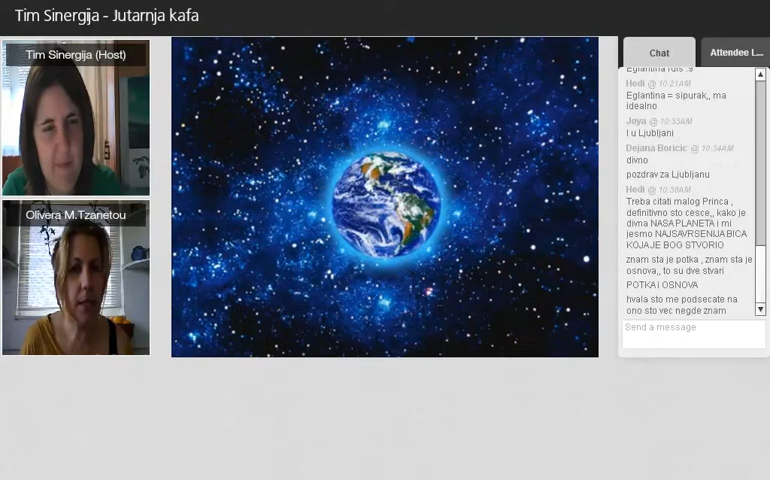 Tim Sinergija - Jutarnja kafa
Tim Sinergija (Host)
Olivera M.Tzanetou
Chat
Attendee L...
Hedi @ 10:21AM
Eglantina = sipurak,, ma
idealno
Joya @ 10:33AM
I u Ljubljani
Dejana Boricic @ 10:34AM
divno
pozdrav za Ljubljanu
Hedi @ 10:39AM
Treba citati malog Princa ,
definitivno sto cesce,, kako je
divna NASA PLANETA i mi
jesmo NAJSAVRSENIJA BICA
KOJA JE BOG STVORIO
znam sta je potka , znam sta je
osnova,, to su dve stvari
POTKA i OSNOVA
hvala sto me podsecate na
ono sto vec negde znam
Send a message